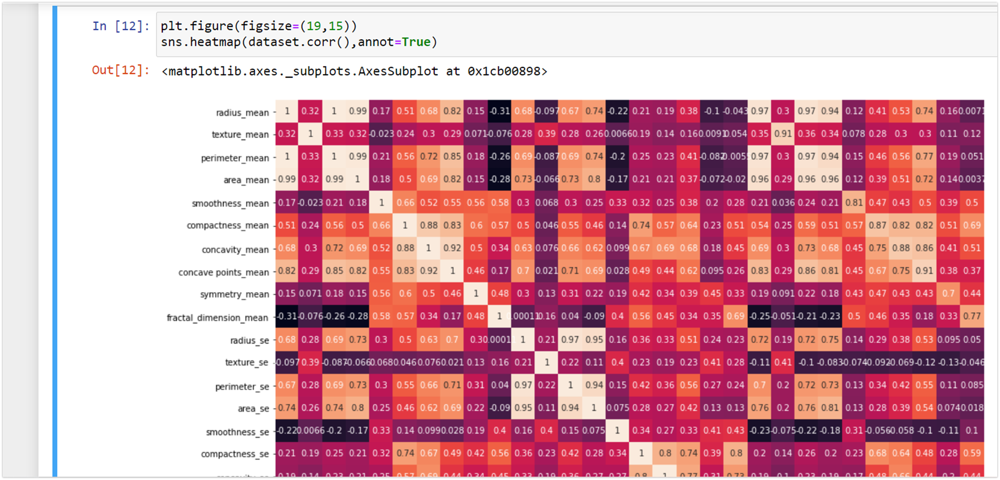 In [12]: plt.figure(figsize=(19,15))
sns.heatmap(dataset.corr(),annot=True)
Out[12]: <matplotlib.axes._subplots.AxesSubplot at 0x1cb00898>
radius_mean 1 0.32 1 0.99 0.17 0.51 0.68 0.82 0.15 -0.31 0.68 -0.097 0.67 0.74 -0.22 0.21 0.19 0.38 -0.1 -0.043 0.97 0.3 0.97 0.94 0.12 0.41 0.53 0.74 0.16 0.0071
texture_mean 0.32 1 0.33 0.32 -0.023 0.24 0.3 0.29 0.071 -0.076 0.28 0.39 0.28 0.26 0.0066 0.19 0.14 0.16 0.0091 0.054 0.35 0.91 0.36 0.34 0.078 0.28 0.3 0.3 0.11 0.12
perimeter_mean 1 0.33 1 0.99 0.21 0.56 0.72 0.85 0.18 -0.26 0.69 -0.087 0.69 0.74 -0.2 0.25 0.23 0.41 -0.082 -0.0055 0.97 0.3 0.97 0.94 0.15 0.46 0.56 0.77 0.19 0.051
area_mean 0.99 0.32 0.99 1 0.18 0.5 0.69 0.82 0.15 -0.28 0.73 -0.066 0.73 0.8 -0.17 0.21 0.21 0.37 -0.072 -0.02 0.96 0.29 0.96 0.96 0.12 0.39 0.51 0.72 0.14 0.0037
smoothness_mean 0.17 -0.023 0.21 0.18 1 0.66 0.52 0.55 0.56 0.58 0.3 0.068 0.3 0.25 0.33 0.32 0.25 0.38 0.2 0.28 0.21 0.036 0.24 0.21 0.81 0.47 0.43 0.5 0.39 0.5
compactness_mean 0.51 0.24 0.56 0.5 0.66 1 0.88 0.83 0.6 0.57 0.5 0.046 0.55 0.46 0.14 0.74 0.57 0.64 0.23 0.51 0.54 0.25 0.59 0.51 0.57 0.87 0.82 0.82 0.51 0.69
concavity_mean 0.68 0.3 0.72 0.69 0.52 0.88 1 0.92 0.5 0.34 0.63 0.076 0.66 0.62 0.099 0.67 0.69 0.68 0.18 0.45 0.69 0.3 0.73 0.68 0.45 0.75 0.88 0.86 0.41 0.51
concave points_mean 0.82 0.29 0.85 0.82 0.55 0.83 0.92 1 0.46 0.17 0.7 0.021 0.71 0.69 0.028 0.49 0.44 0.62 0.095 0.26 0.83 0.29 0.86 0.81 0.45 0.67 0.75 0.91 0.38 0.37
symmetry_mean 0.15 0.071 0.18 0.15 0.56 0.6 0.5 0.46 1 0.48 0.3 0.13 0.31 0.22 0.19 0.42 0.34 0.39 0.45 0.33 0.19 0.091 0.22 0.18 0.43 0.47 0.43 0.43 0.7 0.44
fractal_dimension_mean -0.31 -0.076 -0.26 -0.28 0.58 0.57 0.34 0.17 0.48 1 .00011 0.16 0.04 -0.09 0.4 0.56 0.45 0.34 0.35 0.69 -0.25 -0.051 -0.21 -0.23 0.5 0.46 0.35 0.18 0.33 0.77
radius_se 0.68 0.28 0.69 0.73 0.3 0.5 0.63 0.7 0.3 0.00011 1 0.21 0.97 0.95 0.16 0.36 0.33 0.51 0.24 0.23 0.72 0.19 0.72 0.75 0.14 0.29 0.38 0.53 0.095 0.05
texture_se -0.097 0.39 -0.087 -0.066 0.068 0.046 0.076 0.021 0.13 0.16 0.21 1 0.22 0.11 0.4 0.23 0.19 0.23 0.41 0.28 -0.11 0.41 -0.1 -0.083 -0.074 -0.092 -0.069 -0.12 -0.13 -0.046
perimeter_se 0.67 0.28 0.69 0.73 0.3 0.55 0.66 0.71 0.31 0.04 0.97 0.22 1 0.94 0.15 0.42 0.36 0.56 0.27 0.24 0.7 0.2 0.72 0.73 0.13 0.34 0.42 0.55 0.11 0.085
area_se 0.74 0.26 0.74 0.8 0.25 0.46 0.62 0.69 0.22 -0.09 0.95 0.11 0.94 1 0.075 0.28 0.27 0.42 0.13 0.13 0.76 0.2 0.76 0.81 0.13 0.28 0.39 0.54 0.074 0.018
smoothness_se -0.22 0.0066 -0.2 -0.17 0.33 0.14 0.099 0.028 0.19 0.4 0.16 0.4 0.15 0.075 1 0.34 0.27 0.33 0.41 0.43 -0.23 -0.075 -0.22 -0.18 0.31 -0.056 0.058 -0.1 -0.11 0.1
compactness_se 0.21 0.19 0.25 0.21 0.32 0.74 0.67 0.49 0.42 0.56 0.36 0.23 0.42 0.28 0.34 1 0.8 0.74 0.39 0.8 0.2 0.14 0.26 0.2 0.23 0.68 0.64 0.48 0.28 0.59